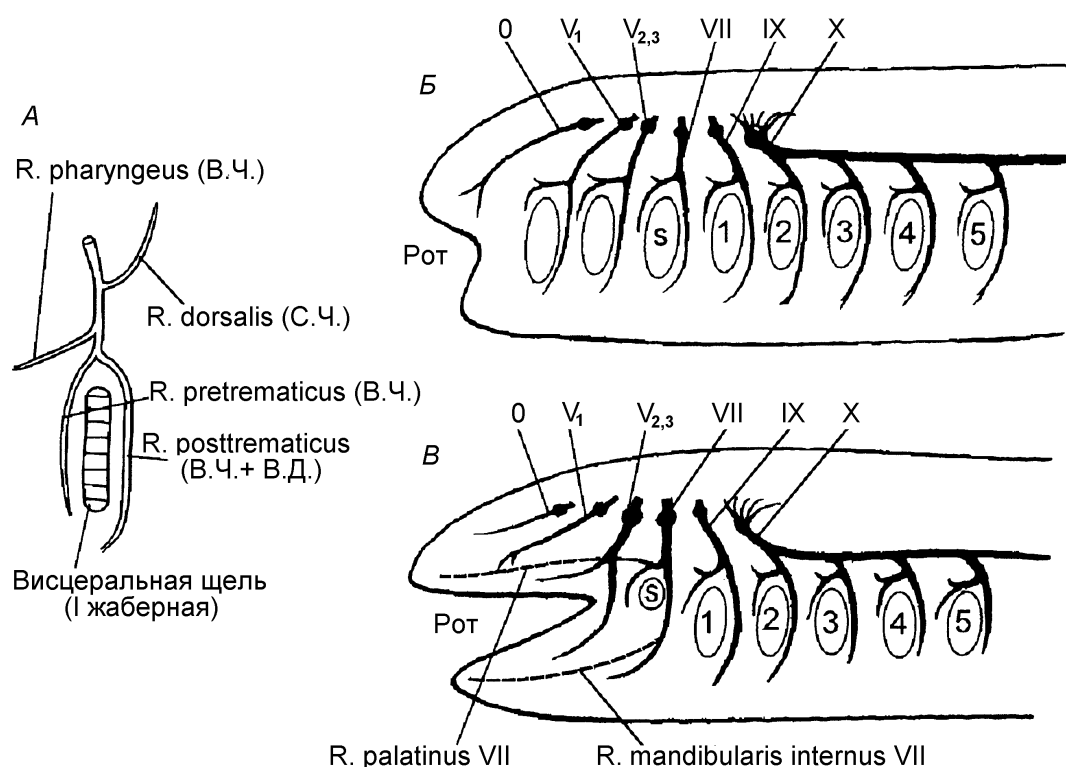 А
R. pharyngeus (В.Ч.)
R. dorsalis (С.Ч.)
R. pretrematicus (В.Ч.)
R. posttrematicus
(В.Ч.+ В.Д.)
Висцеральная щель
(I жаберная)
Б
0 V1 V2,3 VII IX X
Рот
s 1 2 3 4 5
В
0 V1 V2,3 VII IX X
Рот
s 1 2 3 4 5
R. palatinus VII
R. mandibularis internus VII